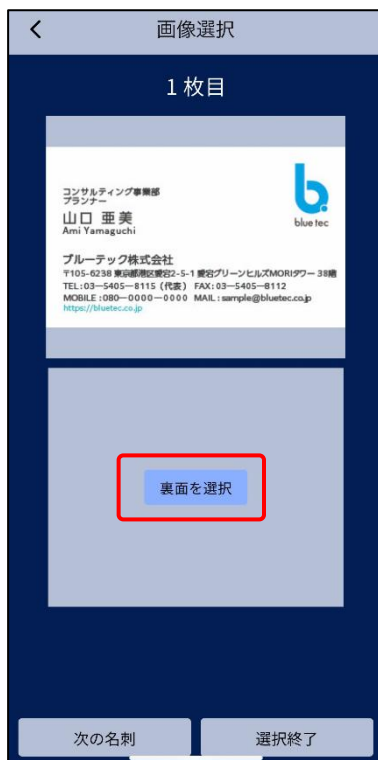 画像選択
1枚目
コンサルティング事業部
プランナー
山口 亜美
Ami Yamaguchi
b.
blue tec
ブルーテック株式会社
〒105-6238 東京都港区愛宕2-5-1 愛宕グリーンヒルズMORIタワー 38階
TEL:03−5405−8115 (代表) FAX:03−5405−8112
MOBILE:080−0000−0000 MAIL:sample@bluetec.co.jp
https://bluetec.co.jp
裏面を選択
次の名刺
選択終了